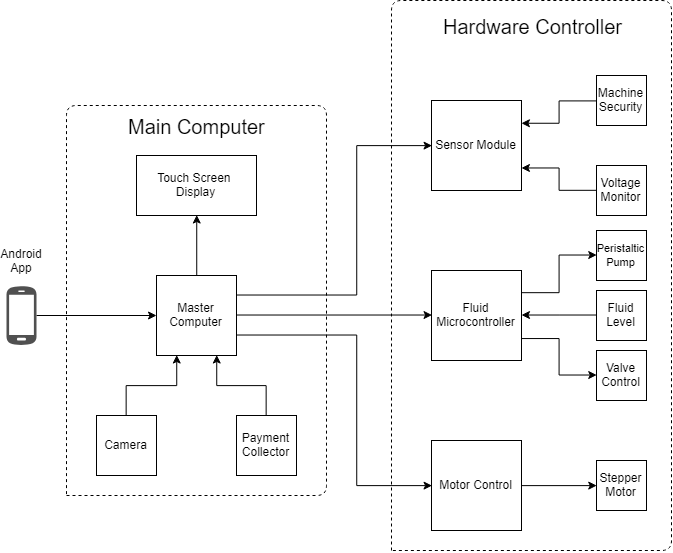 Hardware Controller
Machine
Security
Main Computer
Sensor Module
Touch Screen
Display
Voltage
Monitor
Android
App
Peristaltic
Pump
Master
Computer
Fluid
Microcontroller
Fluid
Level
Valve
Control
Camera
Payment
Collector
Motor Control
Stepper
Motor